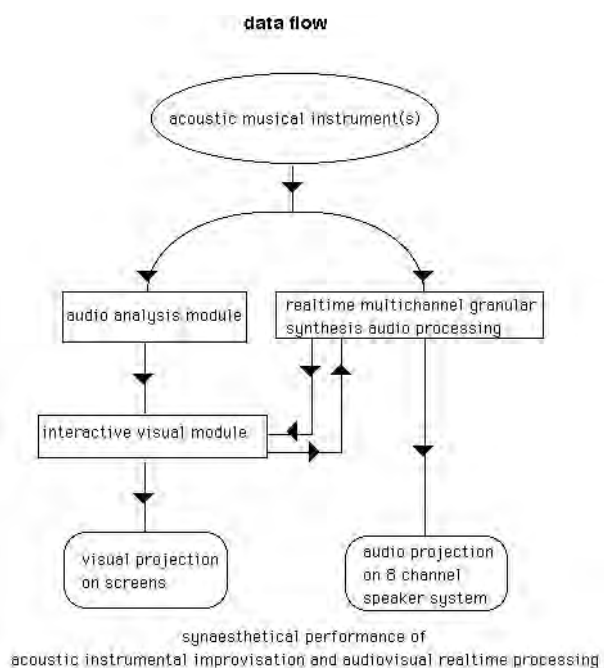 data flow
acoustic musical instrument(s)
audio analysis module
realtime multichannel granular
synthesis audio processing
interactive visual module
visual projection
on screens
audio projection
on 8 channel
speaker system
synaesthetical performance of
acoustic instrumental improvisation and audiovisual realtime processing